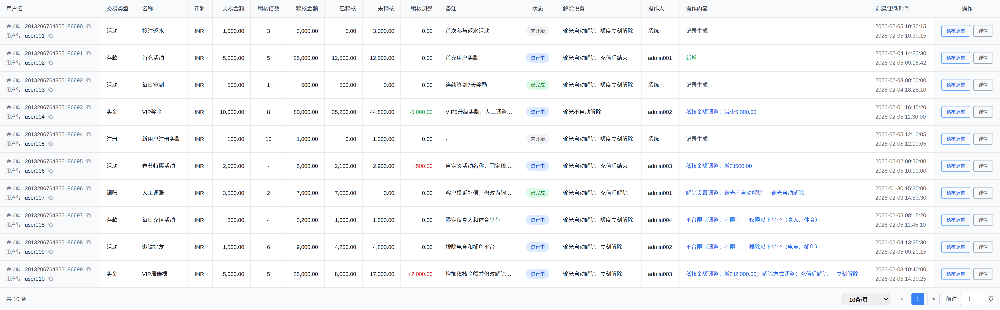 用户名 交易类型 名称 币种 交易金额 稽核倍数 稽核金额 已稽核 未稽核 稽核调整 备注 状态 解除设置 操作人 操作内容 创建/更新时间 操作
会员ID: 2013206764355186690 2026-02-05 10:30:15
活动 投注返水 INR 1,000.00 3 3,000.00 0.00 3,000.00 0.00 首次参与返水活动 未开始 输光自动解除 | 额度立刻解除 系统 记录生成 稽核调整 详情
用户名: user001 2026-02-05 10:30:15
会员ID: 2013206764355186691 2026-02-04 14:20:30
存款 首充活动 INR 5,000.00 5 25,000.00 12,500.00 12,500.00 0.00 首充用户奖励 进行中 输光自动解除 | 充值后结束 admin001 新增 稽核调整 详情
用户名: user002 2026-02-05 09:15:42
会员ID: 2013206764355186692 2026-02-03 08:00:00
活动 每日签到 INR 500.00 1 500.00 500.00 0.00 0.00 连续签到7天奖励 已完成 输光自动解除 | 额度立刻解除 系统 记录生成 稽核调整 详情
用户名: user003 2026-02-04 18:25:10
会员ID: 2013206764355186693 2026-02-01 16:45:20
奖金 VIP奖金 INR 10,000.00 8 80,000.00 35,200.00 44,800.00 -5,000.00 VIP5升级奖励，人工调整… 进行中 输光不自动解除 admin002 稽核金额调整：减少5,000.00 稽核调整 详情
用户名: user004 2026-02-05 11:30:00
会员ID: 2013206764355186694 2026-02-05 12:10:05
注册 新用户注册奖励 INR 100.00 10 1,000.00 0.00 1,000.00 0.00 - 未开始 输光自动解除 | 额度立刻解除 系统 记录生成 稽核调整 详情
用户名: user005 2026-02-05 12:10:05
会员ID: 2013206764355186695 2026-02-02 09:30:00
活动 春节特惠活动 INR 2,000.00 - 5,000.00 2,100.00 2,900.00 +500.00 自定义活动名称，固定稽… 进行中 输光自动解除 | 充值后结束 admin003 稽核金额调整：增加500.00 稽核调整 详情
用户名: user006 2026-02-05 10:00:00
会员ID: 2013206764355186696 2026-01-30 15:20:00
调账 人工调账 INR 3,500.00 2 7,000.00 7,000.00 0.00 0.00 客户投诉补偿，修改为输… 已完成 输光自动解除 | 充值后解除 admin001 解除设置调整：输光不自动解除 → 输光自动解除 稽核调整 详情
用户名: user007 2026-02-03 14:50:30
会员ID: 2013206764355186697 2026-02-05 08:15:20
存款 每日充值活动 INR 800.00 4 3,200.00 1,600.00 1,600.00 0.00 限定仅真人和体育平台 进行中 输光自动解除 | 额度立刻解除 admin004 平台限制调整：不限制 → 仅限以下平台（真人、体育） 稽核调整 详情
用户名: user008 2026-02-05 11:45:10
会员ID: 2013206764355186698 2026-02-04 13:25:30
活动 邀请好友 INR 1,500.00 6 9,000.00 4,200.00 4,800.00 0.00 排除电竞和捕鱼平台 进行中 输光自动解除 | 立刻解除 admin002 平台限制调整：不限制 → 排除以下平台（电竞、捕鱼） 稽核调整 详情
用户名: user009 2026-02-05 09:20:15
会员ID: 2013206764355186699 2026-02-03 10:40:00
奖金 VIP周俸禄 INR 5,000.00 5 25,000.00 8,000.00 17,000.00 +2,000.00 增加稽核金额并修改解除… 进行中 输光自动解除 | 立刻解除 admin003 稽核金额调整：增加2,000.00；解除方式调整：充值后解除 → 立刻解除 稽核调整 详情
用户名: user010 2026-02-05 14:30:25
共 10 条 10条/页 < 1 > 前往 1 页